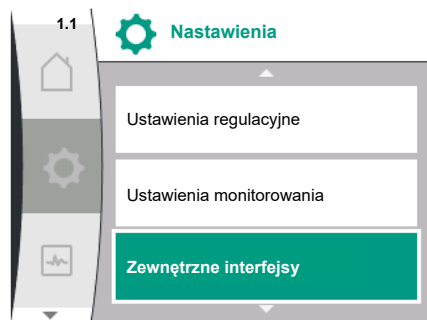 1.1
Nastawienia
Ustawienia regulacyjne
Ustawienia monitorowania
Zewnętrzne interfejsy